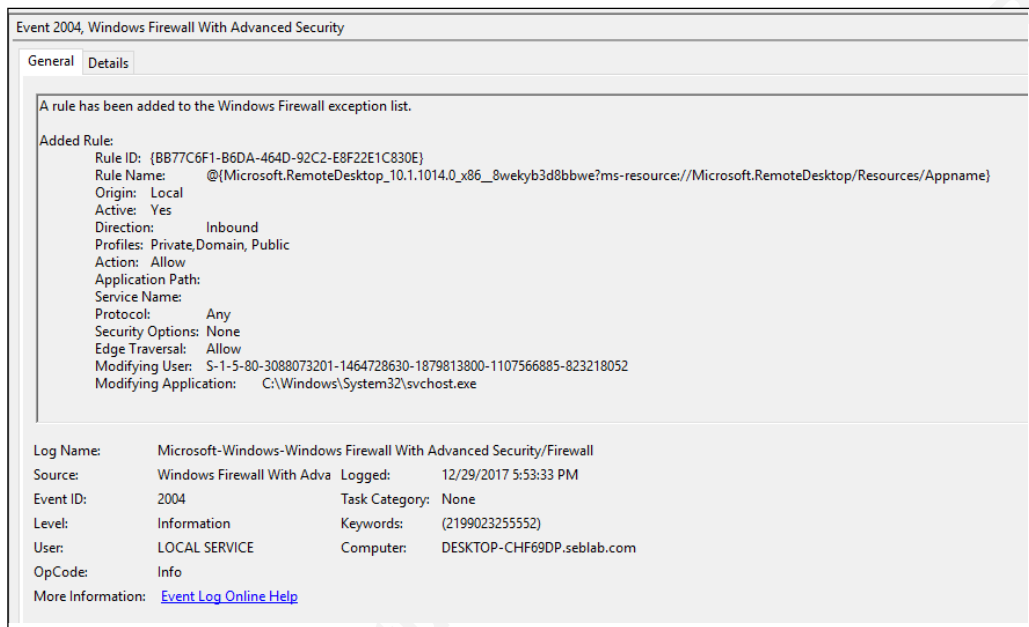 Event 2004, Windows Firewall With Advanced Security
General Details
A rule has been added to the Windows Firewall exception list.
Added Rule:
Rule ID: {BB77C6F1-B6DA-464D-92C2-E8F22E1C830E}
Rule Name: @{Microsoft.RemoteDesktop_10.1.1014.0_x86__8wekyb3d8bbwe?ms-resource://Microsoft.RemoteDesktop/Resources/Appname}
Origin: Local
Active: Yes
Direction: Inbound
Profiles: Private,Domain, Public
Action: Allow
Application Path:
Service Name:
Protocol: Any
Security Options: None
Edge Traversal: Allow
Modifying User: S-1-5-80-3088073201-1464728630-1879813800-1107566885-823218052
Modifying Application: C:\Windows\System32\svchost.exe
Log Name: Microsoft-Windows-Windows Firewall With Advanced Security/Firewall
Source: Windows Firewall With Adva Logged: 12/29/2017 5:53:33 PM
Event ID: 2004 Task Category: None
Level: Information Keywords: (2199023255552)
User: LOCAL SERVICE Computer: DESKTOP-CHF69DP.seblab.com
OpCode: Info
More Information: Event Log Online Help